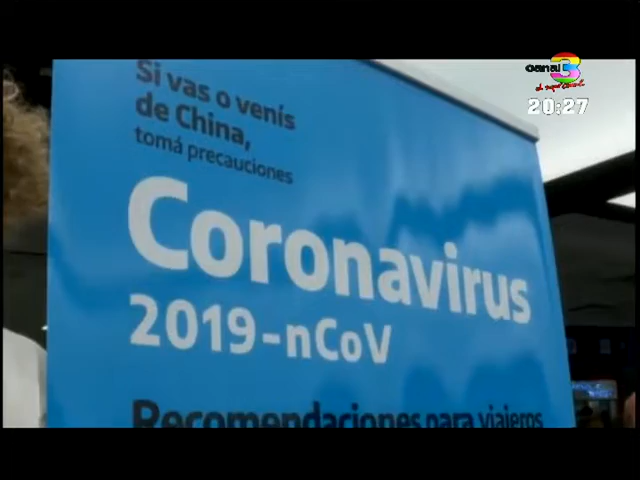 canal
3
20:27
Si vas o venís
de China,
tomá precauciones
Coronavirus
2019-nCoV
Recomendaciones para viajeros